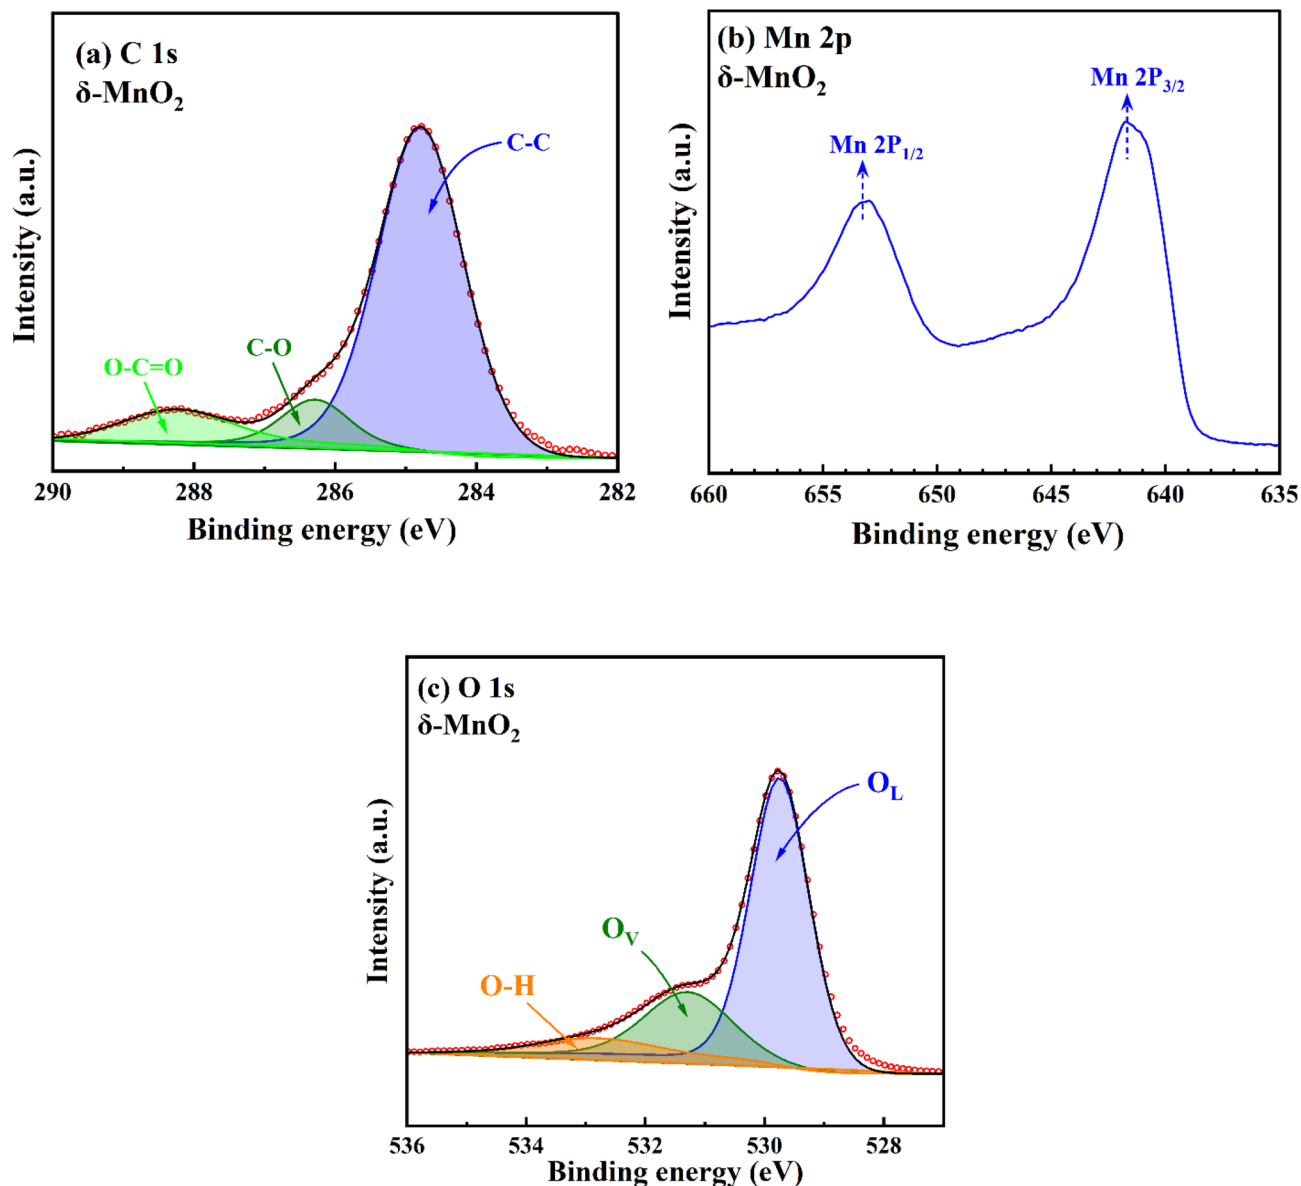 (a) C 1s
δ-MnO₂
C-C
C-O
O-C=O
Intensity (a.u.)
290 288 286 284 282
Binding energy (eV)
(b) Mn 2p
δ-MnO₂
Mn 2P₃/₂
Mn 2P₁/₂
Intensity (a.u.)
660 655 650 645 640 635
Binding energy (eV)
(c) O 1s
δ-MnO₂
O_L
O_V
O-H
Intensity (a.u.)
536 534 532 530 528
Binding energy (eV)